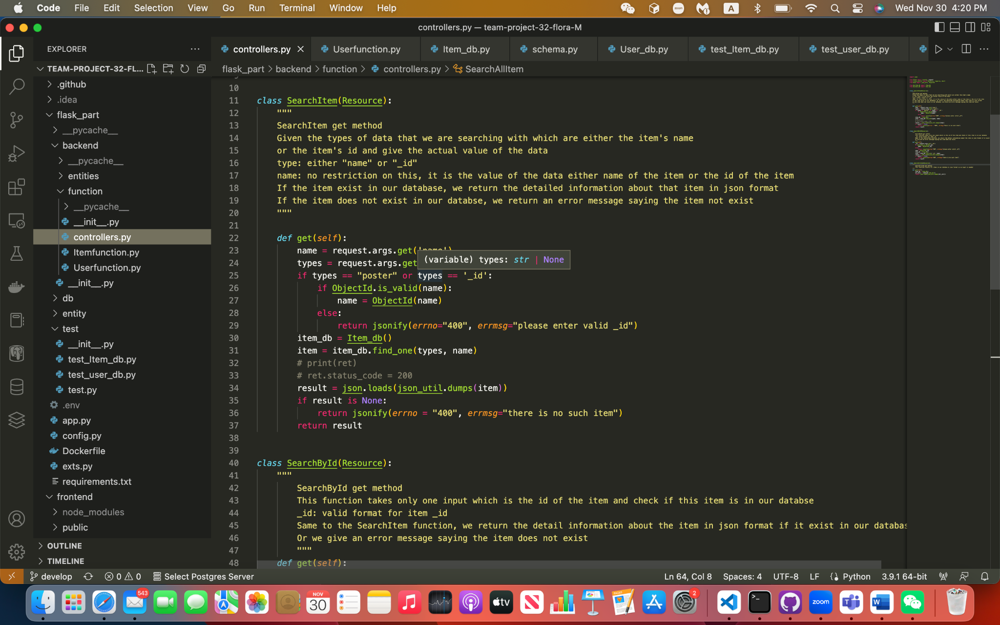 Code File Edit Selection View Go Run Terminal Window Help
zoom A Wed Nov 30 4:20 PM
controllers.py — team-project-32-flora-M
EXPLORER
controllers.py Userfunction.py Item_db.py schema.py User_db.py test_Item_db.py test_user_db.py
TEAM-PROJECT-32-FL...
flask_part > backend > function > controllers.py > SearchAllItem
.github
.idea
flask_part
__pycache__
backend
__pycache__
entities
function
__pycache__
__init__.py
controllers.py
Itemfunction.py
Userfunction.py
__init__.py
db
entity
test
__init__.py
test_Item_db.py
test_user_db.py
test.py
.env
app.py
config.py
Dockerfile
exts.py
requirements.txt
frontend
node_modules
public
OUTLINE
TIMELINE
10
11 class SearchItem(Resource):
12 """
13 SearchItem get method
14 Given the types of data that we are searching with which are either the item's name
15 or the item's id and give the actual value of the data
16 type: either "name" or "_id"
17 name: no restriction on this, it is the value of the data either name of the item or the id of the item
18 If the item exist in our database, we return the detailed information about that item in json format
19 If the item does not exist in our databse, we return an error message saying the item not exist
20 """
21
22 def get(self):
23 name = request.args.get('name')
(variable) types: str | None
24 types = request.args.get
25 if types == "poster" or types == '_id':
26 if ObjectId.is_valid(name):
27 name = ObjectId(name)
28 else:
29 return jsonify(errno="400", errmsg="please enter valid _id")
30 item_db = Item_db()
31 item = item_db.find_one(types, name)
32 # print(ret)
33 # ret.status_code = 200
34 result = json.loads(json_util.dumps(item))
35 if result is None:
36 return jsonify(errno = "400", errmsg="there is no such item")
37 return result
38
39
40 class SearchById(Resource):
41 """
42 SearchById get method
43 This function takes only one input which is the id of the item and check if this item is in our databse
44 _id: valid format for item _id
45 Same to the SearchItem function, we return the detail information about the item in json format if it exist in our databas
46 Or we give an error message saying the item does not exist
47 """
48 def get(self):
develop 0 0 Select Postgres Server Ln 64, Col 8 Spaces: 4 UTF-8 LF Python 3.9.1 64-bit
543 NOV 30 tv PAGES 2 zoom W